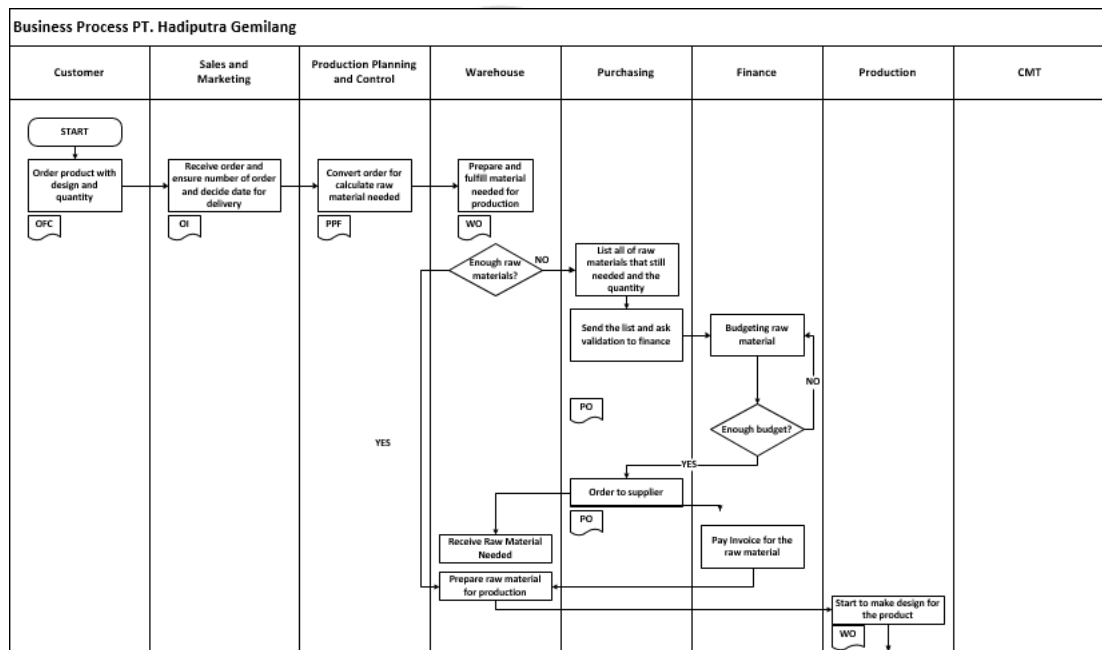 Business Process PT. Hadiputra Gemilang
Customer
Sales and
Marketing
Production Planning
and Control
Warehouse
Purchasing
Finance
Production
CMT
START
Order product with
design and
quantity
OFC
Receive order and
ensure number of order
and decide date for
delivery
OI
Convert order for
calculate raw
material needed
PPF
Prepare and
fulfill material
needed for
production
WO
Enough raw
materials?
NO
List all of raw
materials that still
needed and the
quantity
Send the list and ask
validation to finance
Budgeting raw
material
NO
PO
Enough budget?
YES
YES
Order to supplier
PO
Receive Raw Material
Needed
Pay Invoice for the
raw material
Prepare raw material
for production
Start to make design for
the product
WO